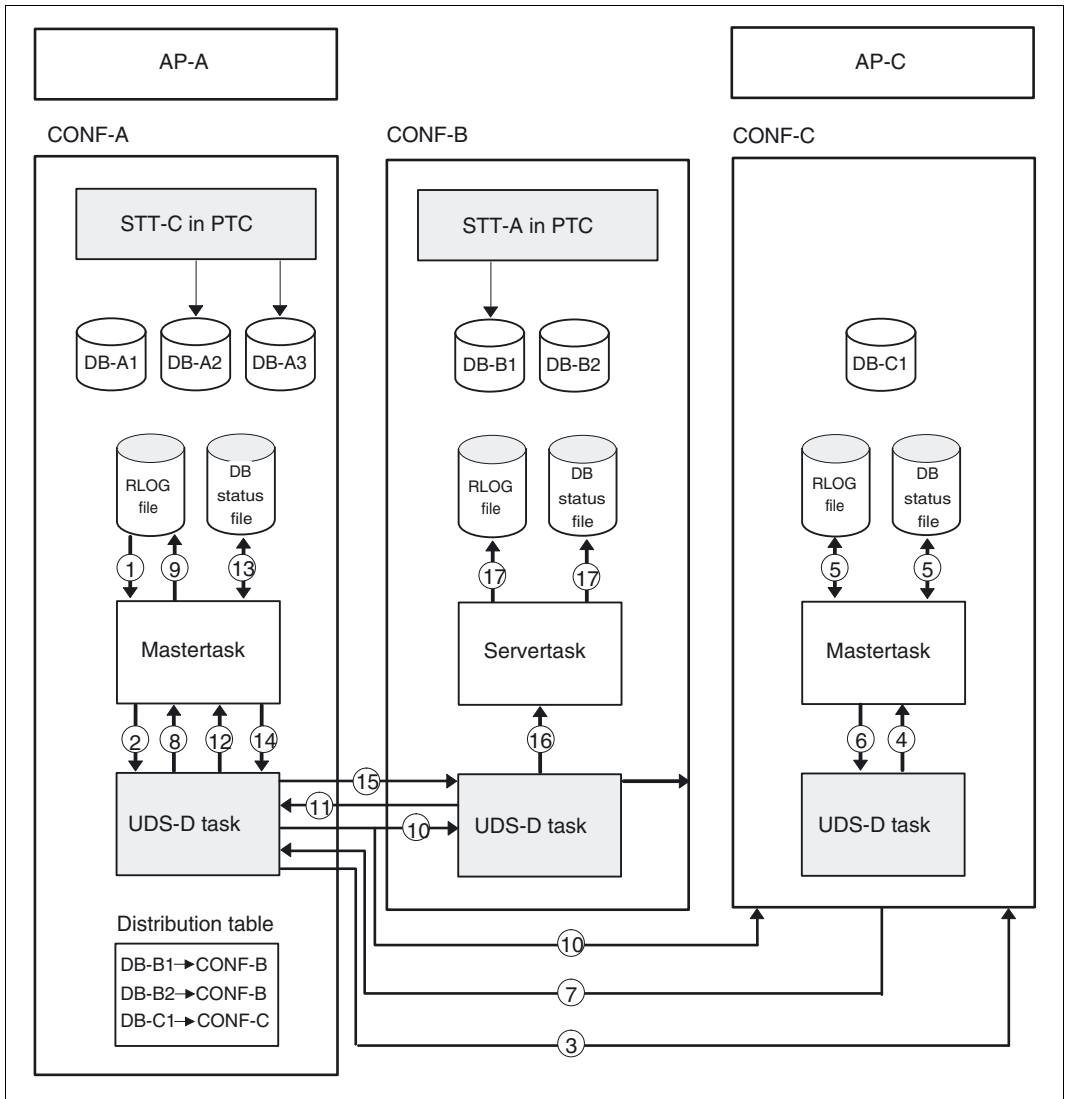 AP-A
AP-C
CONF-A
CONF-B
CONF-C
STT-C in PTC
STT-A in PTC
DB-A1
DB-A2
DB-A3
DB-B1
DB-B2
DB-C1
RLOG
file
DB
status
file
RLOG
file
DB
status
file
RLOG
file
DB
status
file
1
9
13
17
17
5
5
Mastertask
Servertask
Mastertask
2
8
12
14
16
6
4
15
11
10
UDS-D task
UDS-D task
UDS-D task
Distribution table
DB-B1→CONF-B
DB-B2→CONF-B
DB-C1→CONF-C
10
7
3